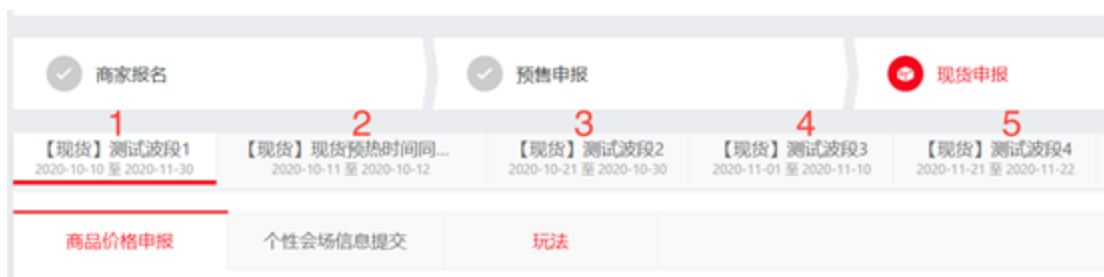 商家报名
预售申报
现货申报
1
2
3
4
5
【现货】测试波段1
【现货】现货预热时间同...
【现货】测试波段2
【现货】测试波段3
【现货】测试波段4
2020-10-10 至 2020-11-30
2020-10-11 至 2020-10-12
2020-10-21 至 2020-10-30
2020-11-01 至 2020-11-10
2020-11-21 至 2020-11-22
商品价格申报
个性会场信息提交
玩法